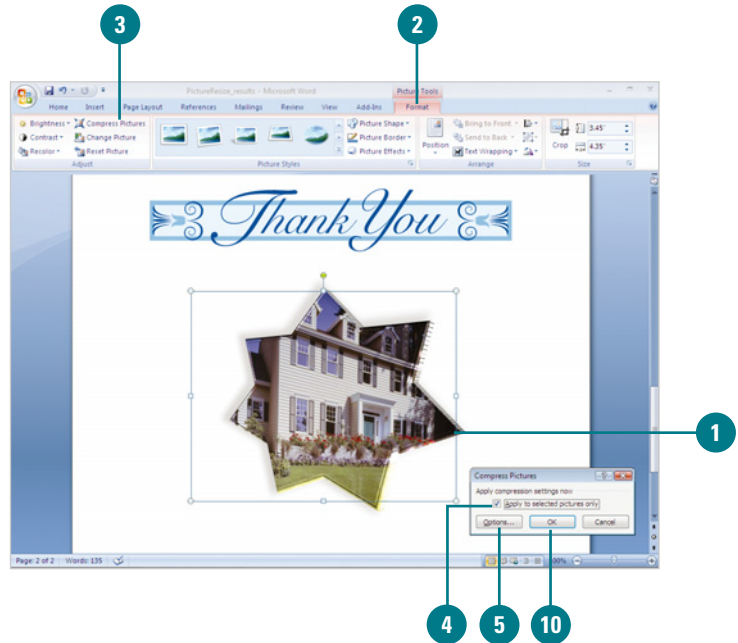 3
2
PictureResize_results - Microsoft Word
Picture Tools
Home Insert Page Layout References Mailings Review View Add-Ins Format
Brightness Compress Pictures Picture Shape Bring to Front 3.45"
Contrast Change Picture Picture Border Position Send to Back Crop 4.35"
Recolor Reset Picture Picture Effects Text Wrapping
Adjust Picture Styles Arrange Size
Thank You
1
Compress Pictures
Apply compression settings now
Apply to selected pictures only
Options... OK Cancel
Page: 2 of 2 Words: 135 100%
4 5 10